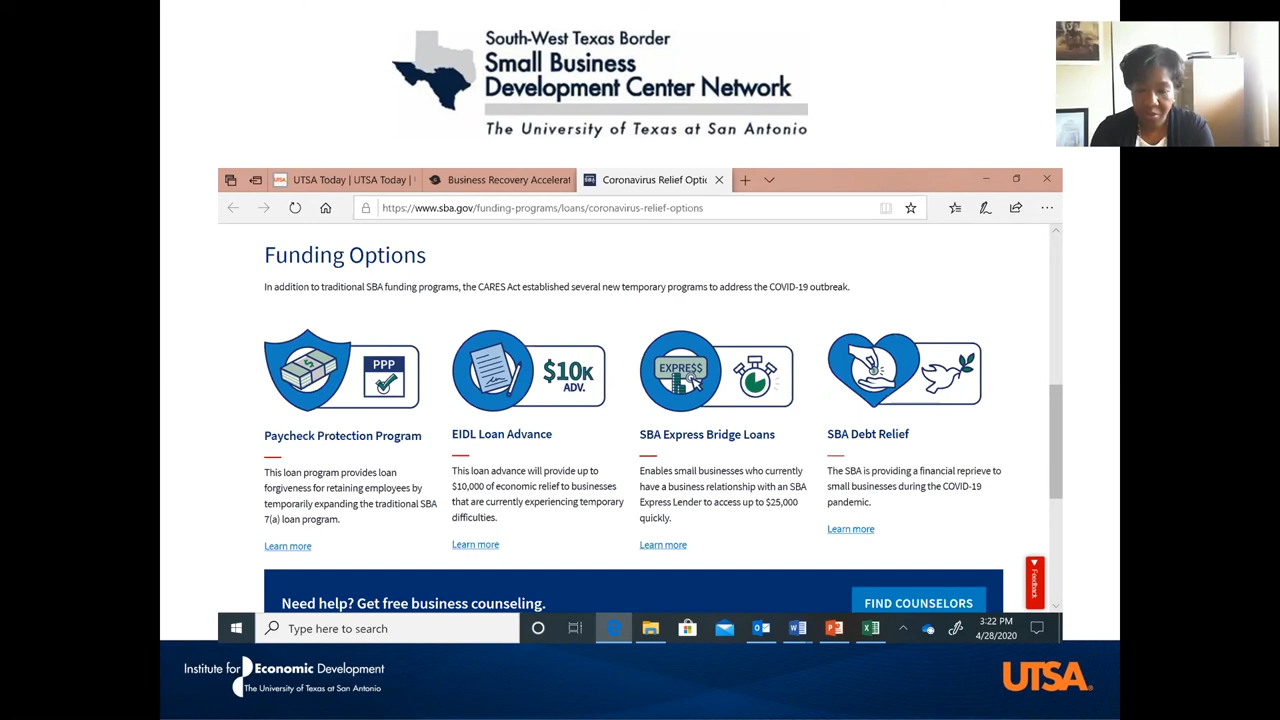 South-West Texas Border
Small Business
Development Center Network
The University of Texas at San Antonio
UTSA
UTSA Today | UTSA Today |
Business Recovery Accelerat
SBA
Coronavirus Relief Optic
https://www.sba.gov/funding-programs/loans/coronavirus-relief-options
Funding Options
In addition to traditional SBA funding programs, the CARES Act established several new temporary programs to address the COVID-19 outbreak.
PPP
$10K
ADV.
EXPRE$$
Paycheck Protection Program
This loan program provides loan
forgiveness for retaining employees by
temporarily expanding the traditional SBA
7(a) loan program.
Learn more
EIDL Loan Advance
This loan advance will provide up to
$10,000 of economic relief to businesses
that are currently experiencing temporary
difficulties.
Learn more
SBA Express Bridge Loans
Enables small businesses who currently
have a business relationship with an SBA
Express Lender to access up to $25,000
quickly.
Learn more
SBA Debt Relief
The SBA is providing a financial reprieve to
small businesses during the COVID-19
pandemic.
Learn more
Feedback
Need help? Get free business counseling.
FIND COUNSELORS
Type here to search
3:22 PM
4/28/2020
Institute for Economic Development
The University of Texas at San Antonio
UTSA